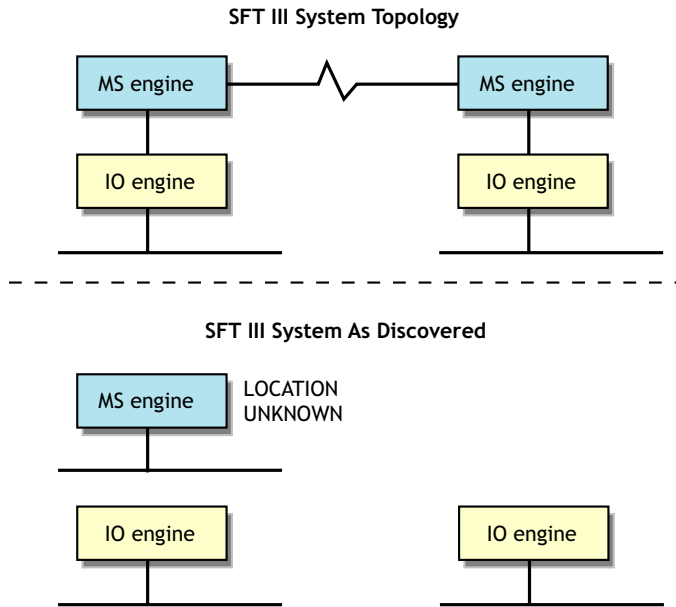 SFT III System Topology
MS engine
MS engine
IO engine
IO engine
SFT III System As Discovered
MS engine
LOCATION
UNKNOWN
IO engine
IO engine